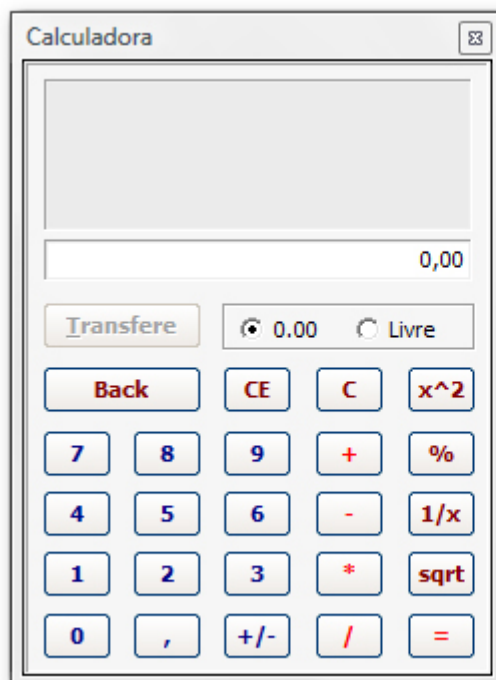 Calculadora
0,00
Transfere 0.00 Livre
Back CE C x^2
7 8 9 + %
4 5 6 - 1/x
1 2 3 * sqrt
0 , +/- / =